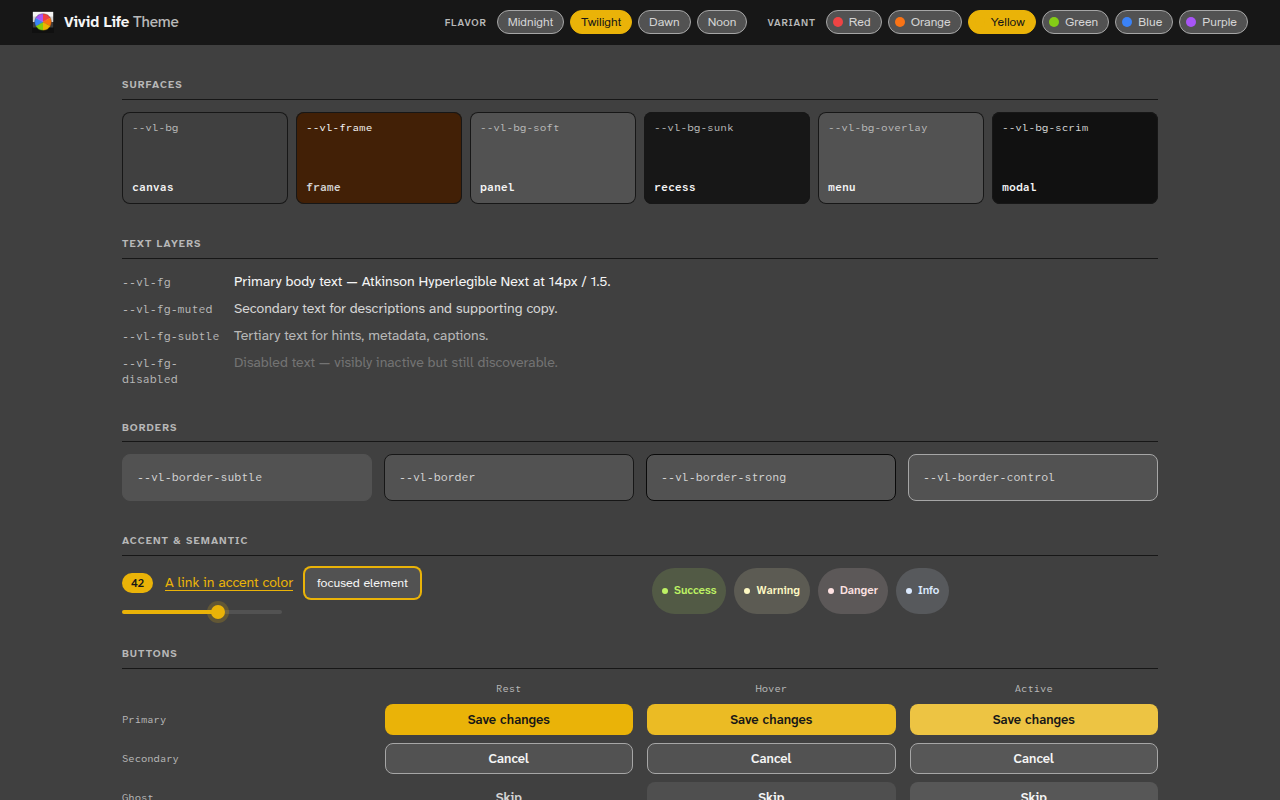 Vivid Life Theme
FLAVOR Midnight Twilight Dawn Noon VARIANT Red Orange Yellow Green Blue Purple
SURFACES
--vl-bg --vl-frame --vl-bg-soft --vl-bg-sunk --vl-bg-overlay --vl-bg-scrim
canvas frame panel recess menu modal
TEXT LAYERS
--vl-fg Primary body text — Atkinson Hyperlegible Next at 14px / 1.5.
--vl-fg-muted Secondary text for descriptions and supporting copy.
--vl-fg-subtle Tertiary text for hints, metadata, captions.
--vl-fg-disabled Disabled text — visibly inactive but still discoverable.
BORDERS
--vl-border-subtle --vl-border --vl-border-strong --vl-border-control
ACCENT & SEMANTIC
42 A link in accent color focused element Success Warning Danger Info
BUTTONS
Rest Hover Active
Primary Save changes Save changes Save changes
Secondary Cancel Cancel Cancel
Ghost Skip Skip Skip